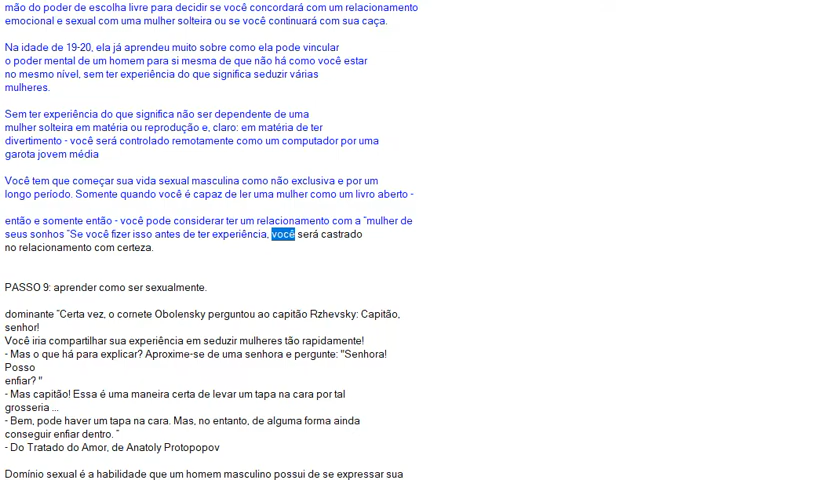 mão do poder de escolha livre para decidir se você concordará com um relacionamento
emocional e sexual com uma mulher solteira ou se você continuará com sua caça.
Na idade de 19-20, ela já aprendeu muito sobre como ela pode vincular
o poder mental de um homem para si mesma de que não há como você estar
no mesmo nível, sem ter experiência do que significa seduzir várias
mulheres.
Sem ter experiência do que significa não ser dependente de uma
mulher solteira em matéria ou reprodução e, claro: em matéria de ter
divertimento - você será controlado remotamente como um computador por uma
garota jovem média
Você tem que começar sua vida sexual masculina como não exclusiva e por um
longo período. Somente quando você é capaz de ler uma mulher como um livro aberto -
então e somente então - você pode considerar ter um relacionamento com a "mulher de
seus sonhos "Se você fizer isso antes de ter experiência, você será castrado
no relacionamento com certeza.
PASSO 9: aprender como ser sexualmente.
dominante "Certa vez, o cornete Obolensky perguntou ao capitão Rzhevsky: Capitão,
senhor!
Você iria compartilhar sua experiência em seduzir mulheres tão rapidamente!
- Mas o que há para explicar? Aproxime-se de uma senhora e pergunte: "Senhora!
Posso
enfiar? "
- Mas capitão! Essa é uma maneira certa de levar um tapa na cara por tal
grosseria ...
- Bem, pode haver um tapa na cara. Mas, no entanto, de alguma forma ainda
conseguir enfiar dentro. "
- Do Tratado do Amor, de Anatoly Protopopov
Domínio sexual é a habilidade que um homem masculino possui de se expressar sua